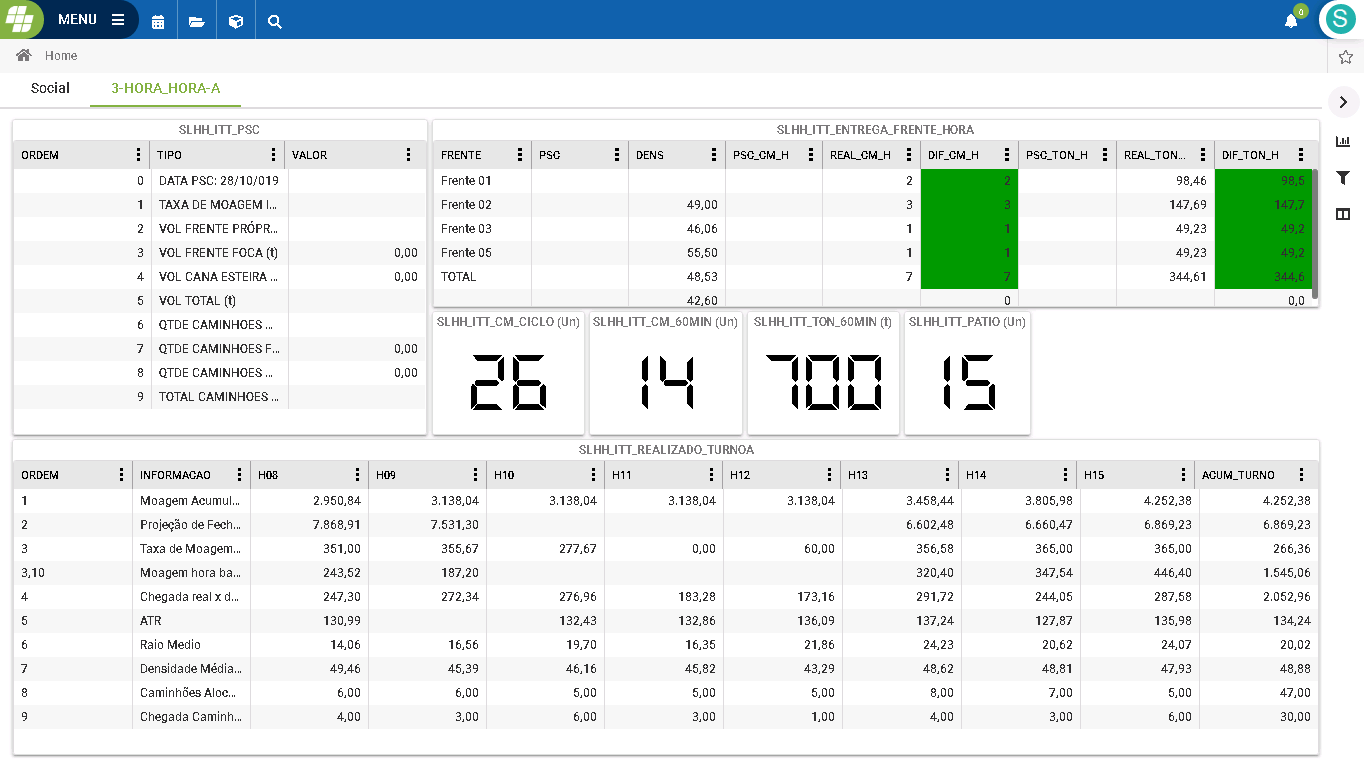 MENU
0
S
Home
Social 3-HORA_HORA-A
SLHH_ITT_PSC
ORDEM TIPO VALOR
0 DATA PSC: 28/10/019
1 TAXA DE MOAGEM I...
2 VOL FRENTE PRÓPR...
3 VOL FRENTE FOCA (t) 0,00
4 VOL CANA ESTEIRA ... 0,00
5 VOL TOTAL (t)
6 QTDE CAMINHOES ...
7 QTDE CAMINHOES F... 0,00
8 QTDE CAMINHOES ... 0,00
9 TOTAL CAMINHOES ...
SLHH_ITT_ENTREGA_FRENTE_HORA
FRENTE PSC DENS PSC_CM_H REAL_CM_H DIF_CM_H PSC_TON_H REAL_TON... DIF_TON_H
Frente 01 2 2 98,46 98,5
Frente 02 49,00 3 3 147,69 147,7
Frente 03 46,06 1 1 49,23 49,2
Frente 05 55,50 1 1 49,23 49,2
TOTAL 48,53 7 7 344,61 344,6
42,60 0 0,0
SLHH_ITT_CM_CICLO (Un) SLHH_ITT_CM_60MIN (Un) SLHH_ITT_TON_60MIN (t) SLHH_ITT_PATIO (Un)
26 14 700 15
SLHH_ITT_REALIZADO_TURNOA
ORDEM INFORMACAO H08 H09 H10 H11 H12 H13 H14 H15 ACUM_TURNO
1 Moagem Acumul... 2.950,84 3.138,04 3.138,04 3.138,04 3.138,04 3.458,44 3.805,98 4.252,38 4.252,38
2 Projeção de Fech... 7.868,91 7.531,30 6.602,48 6.660,47 6.869,23 6.869,23
3 Taxa de Moagem... 351,00 355,67 277,67 0,00 60,00 356,58 365,00 365,00 266,36
3,10 Moagem hora ba... 243,52 187,20 320,40 347,54 446,40 1.545,06
4 Chegada real x d... 247,30 272,34 276,96 183,28 173,16 291,72 244,05 287,58 2.052,96
5 ATR 130,99 132,43 132,86 136,09 137,24 127,87 135,98 134,24
6 Raio Medio 14,06 16,56 19,70 16,35 21,86 24,23 20,62 24,07 20,02
7 Densidade Média... 49,46 45,39 46,16 45,82 43,29 48,62 48,81 47,93 48,88
8 Caminhões Aloc... 6,00 6,00 5,00 5,00 5,00 8,00 7,00 5,00 47,00
9 Chegada Caminh... 4,00 3,00 6,00 3,00 1,00 4,00 3,00 6,00 30,00